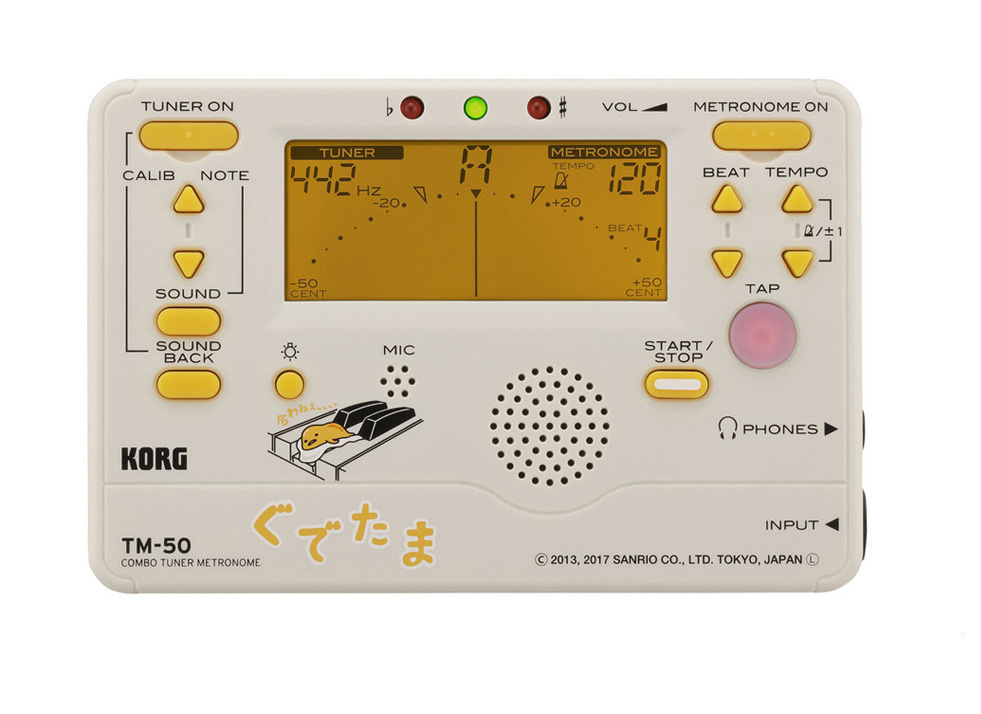 TUNER ON
♭
♯
VOL
METRONOME ON
CALIB NOTE
TUNER
442 Hz
A
METRONOME
TEMPO
120
-20
+20
BEAT 4
-50
CENT
+50
CENT
BEAT TEMPO
/±1
SOUND
SOUND
BACK
MIC
TAP
START/
STOP
PHONES ▶
KORG
INPUT ◀
ぐでたま
TM-50
COMBO TUNER METRONOME
© 2013, 2017 SANRIO CO., LTD. TOKYO, JAPAN Ⓛ